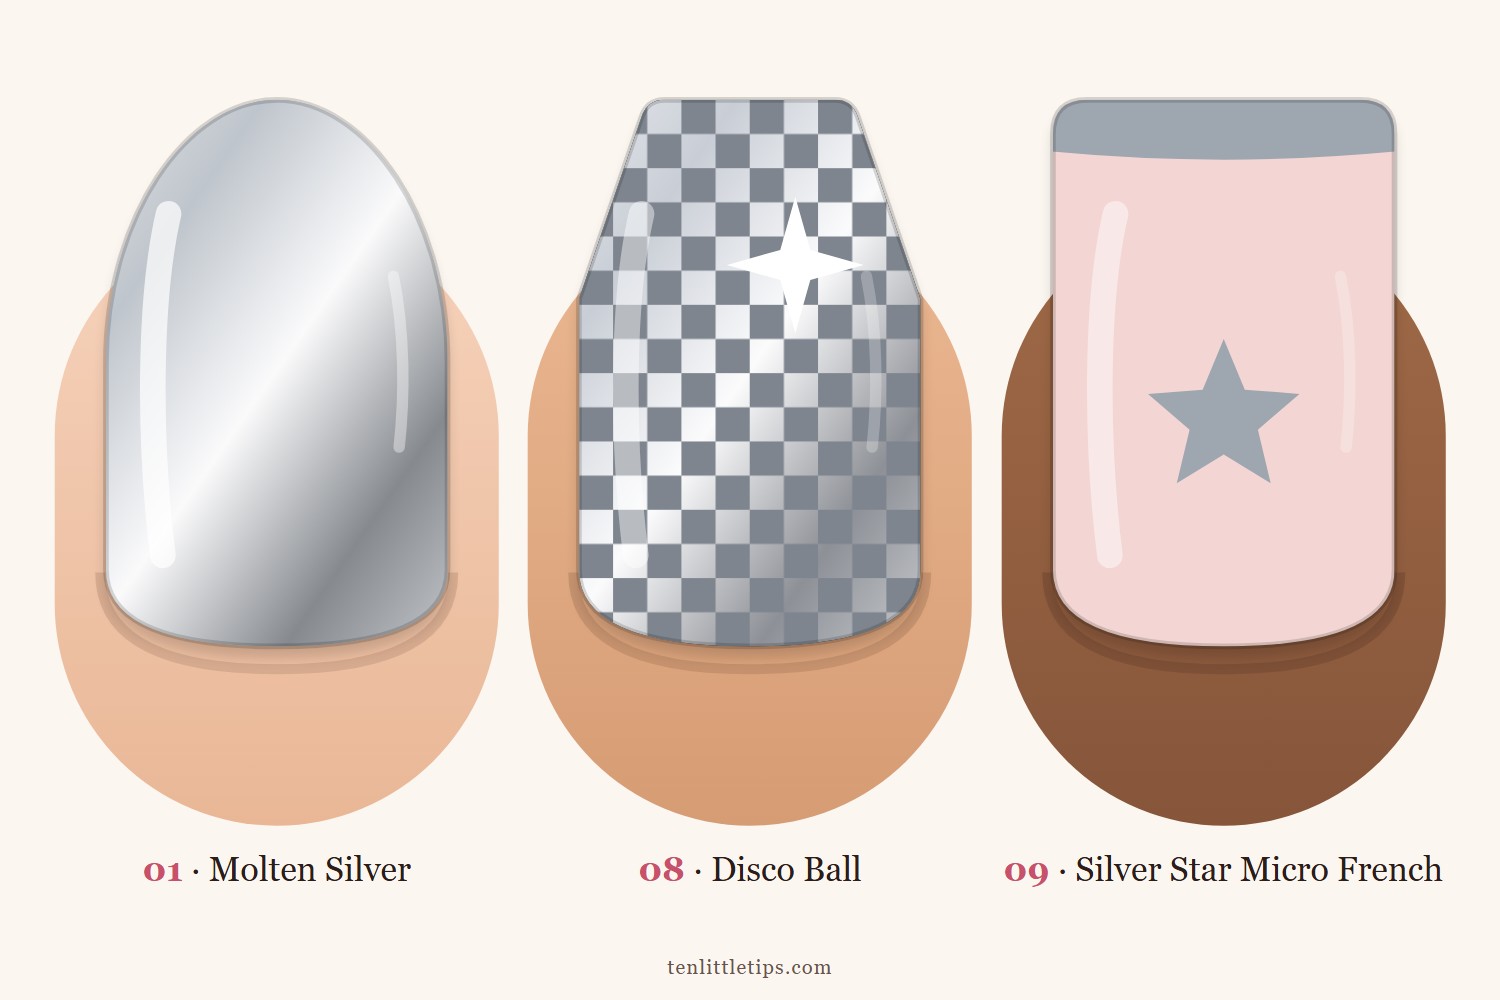 01 · Molten Silver
08 · Disco Ball
09 · Silver Star Micro French
tenlittletips.com